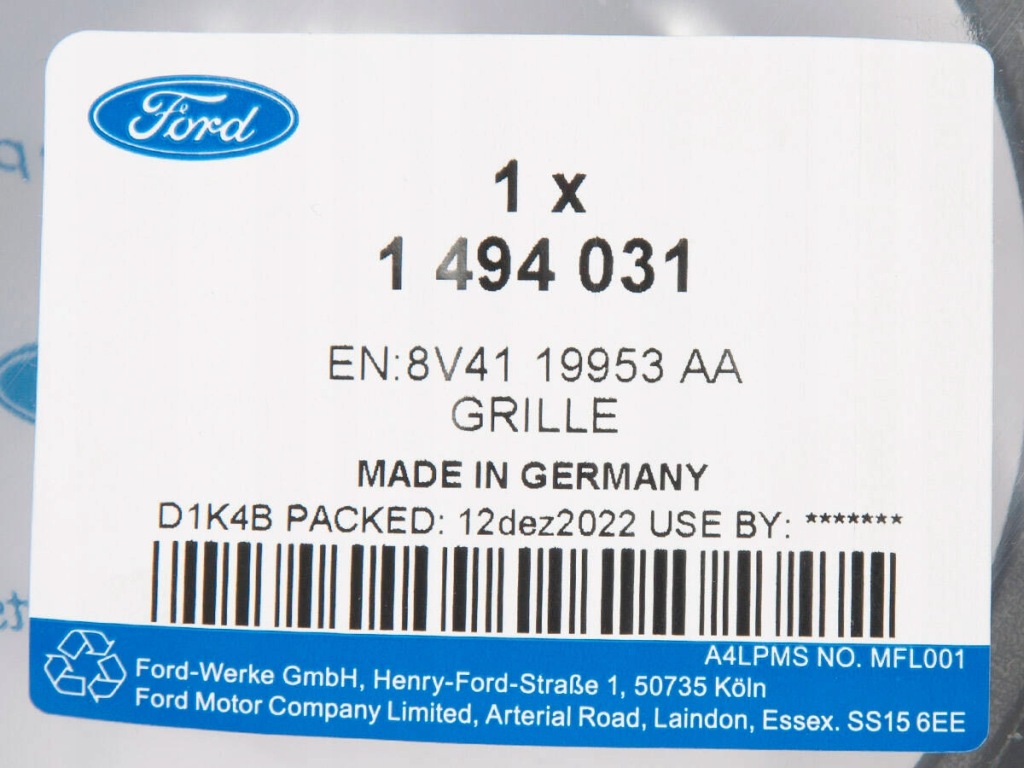 Ford
1 x
1 494 031
EN:8V41 19953 AA
GRILLE
MADE IN GERMANY
D1K4B PACKED: 12dez2022 USE BY: *******
A4LPMS NO. MFL001
Ford-Werke GmbH, Henry-Ford-Straße 1, 50735 Köln
Ford Motor Company Limited, Arterial Road, Laindon, Essex. SS15 6EE